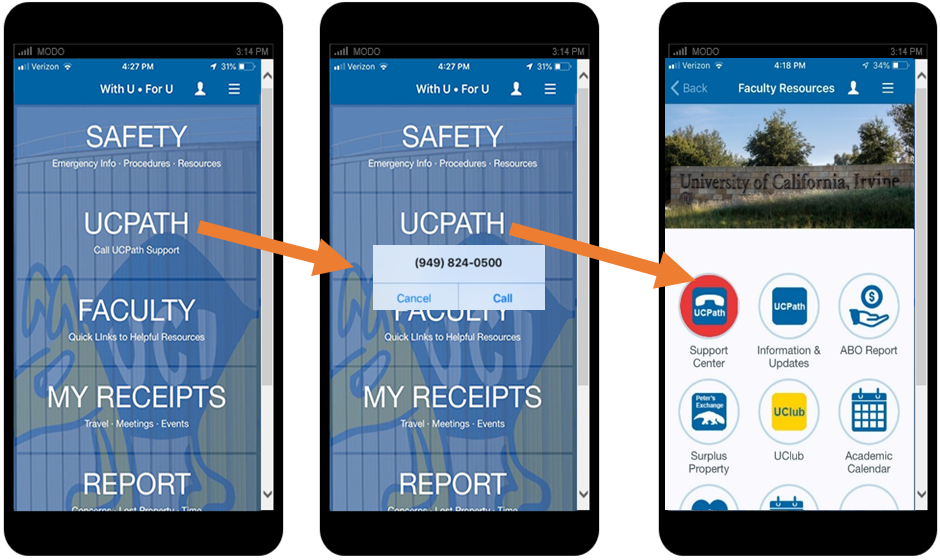 MODO 3:14 PM
Verizon 4:27 PM 31%
With U • For U
SAFETY
Emergency Info · Procedures · Resources
UCPATH
Call UCPath Support
FACULTY
Quick LInks to Helpful Resources
UCI
MY RECEIPTS
Travel · Meetings · Events
REPORT
Concerns · Lost Property · Time
MODO 3:14 PM
Verizon 4:27 PM 31%
With U • For U
SAFETY
Emergency Info · Procedures · Resources
UCPATH
(949) 824-0500
Cancel Call
FACULTY
Quick LInks to Helpful Resources
UCI
MY RECEIPTS
Travel · Meetings · Events
REPORT
Concerns · Lost Property · Time
MODO 3:14 PM
Verizon 4:18 PM 34%
Back Faculty Resources
University of California, Irvine
UCPath
Support
Center
UCPath
Information &
Updates
$
ABO Report
Peter's
Exchange
Surplus
Property
UClub
UClub
Academic
Calendar